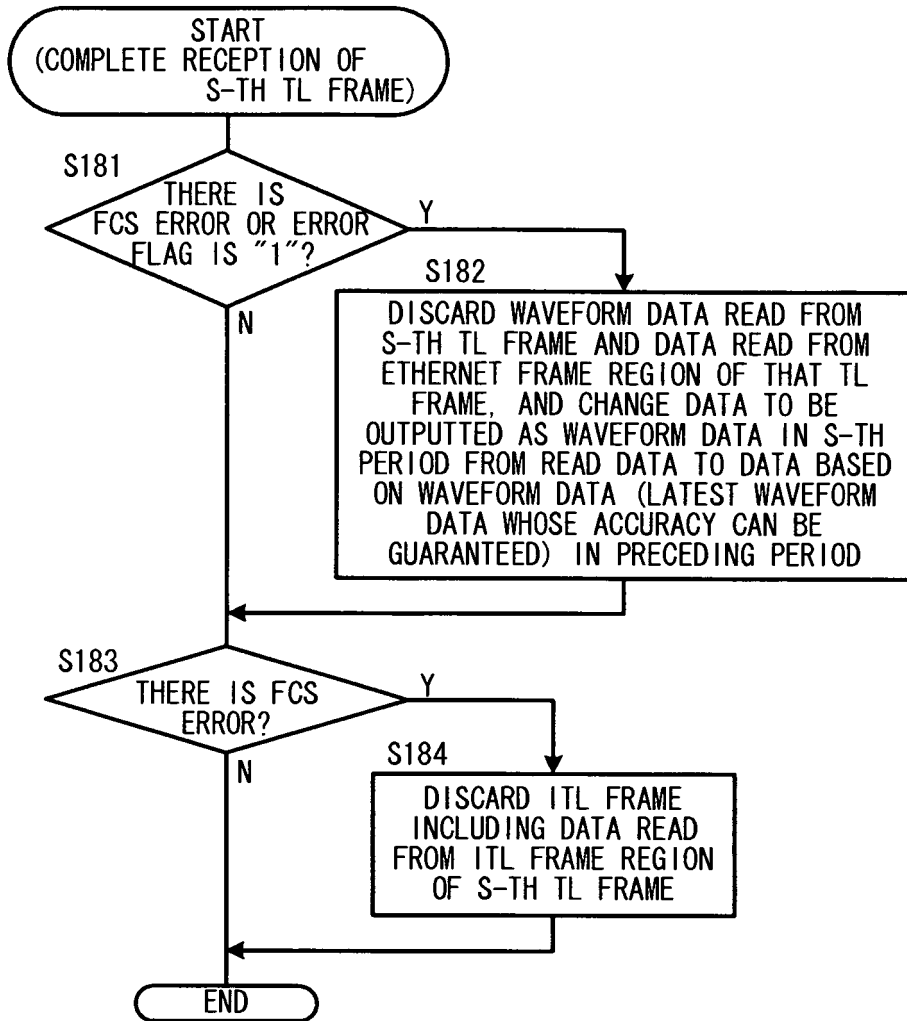 START
(COMPLETE RECEPTION OF
S-TH TL FRAME)
S181
THERE IS
FCS ERROR OR ERROR
FLAG IS "1"?
Y
N
S182
DISCARD WAVEFORM DATA READ FROM
S-TH TL FRAME AND DATA READ FROM
ETHERNET FRAME REGION OF THAT TL
FRAME, AND CHANGE DATA TO BE
OUTPUTTED AS WAVEFORM DATA IN S-TH
PERIOD FROM READ DATA TO DATA BASED
ON WAVEFORM DATA (LATEST WAVEFORM
DATA WHOSE ACCURACY CAN BE
GUARANTEED) IN PRECEDING PERIOD
S183
THERE IS FCS
ERROR?
Y
N
S184
DISCARD ITL FRAME
INCLUDING DATA READ
FROM ITL FRAME REGION
OF S-TH TL FRAME
END